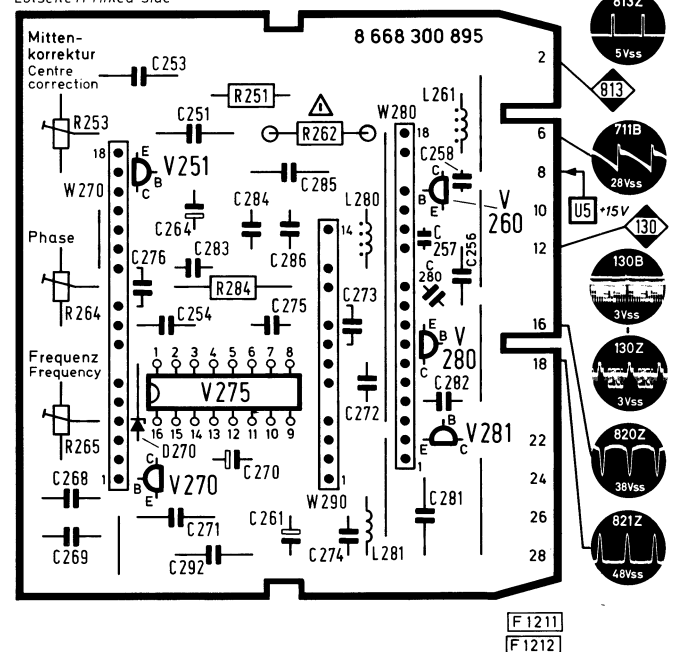 8 668 300 895
Mitten-
korrektur
Centre
correction
C253
R251
C251
R262
W280
L261
R253
18
E
C
B
V251
W270
C264
C284
C285
C286
L280
18
C258
C
B
E
V
260
C
257
C256
C
280
Phase
R264
C276
C283
R284
C254
C275
14
C273
C272
E
B
C
V
280
C282
Frequenz
Frequency
R265
1 2 3 4 5 6 7 8
V275
16 15 14 13 12 11 10 9
D270
C270
B
E
C
V281
C268
C269
1
C
B
E
V270
C271
C292
C261
C274
1
W290
L281
1
C281
2
6
8
10
12
16
18
22
24
26
28
813Z
5Vss
813
711B
28Vss
U5
+15V
130
130B
3Vss
130Z
3Vss
820Z
38Vss
821Z
48Vss
F1211
F1212